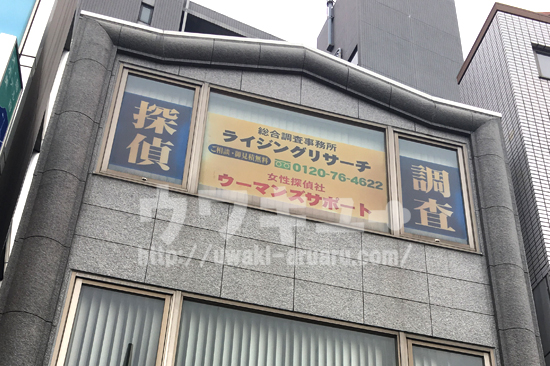 探偵
総合調査事務所
ライジングリサーチ
ご相談・御見積無料 0120-76-4622
女性探偵社
ウーマンズサポート
調査
ウワキュー
http://uwaki-aruaru.com/